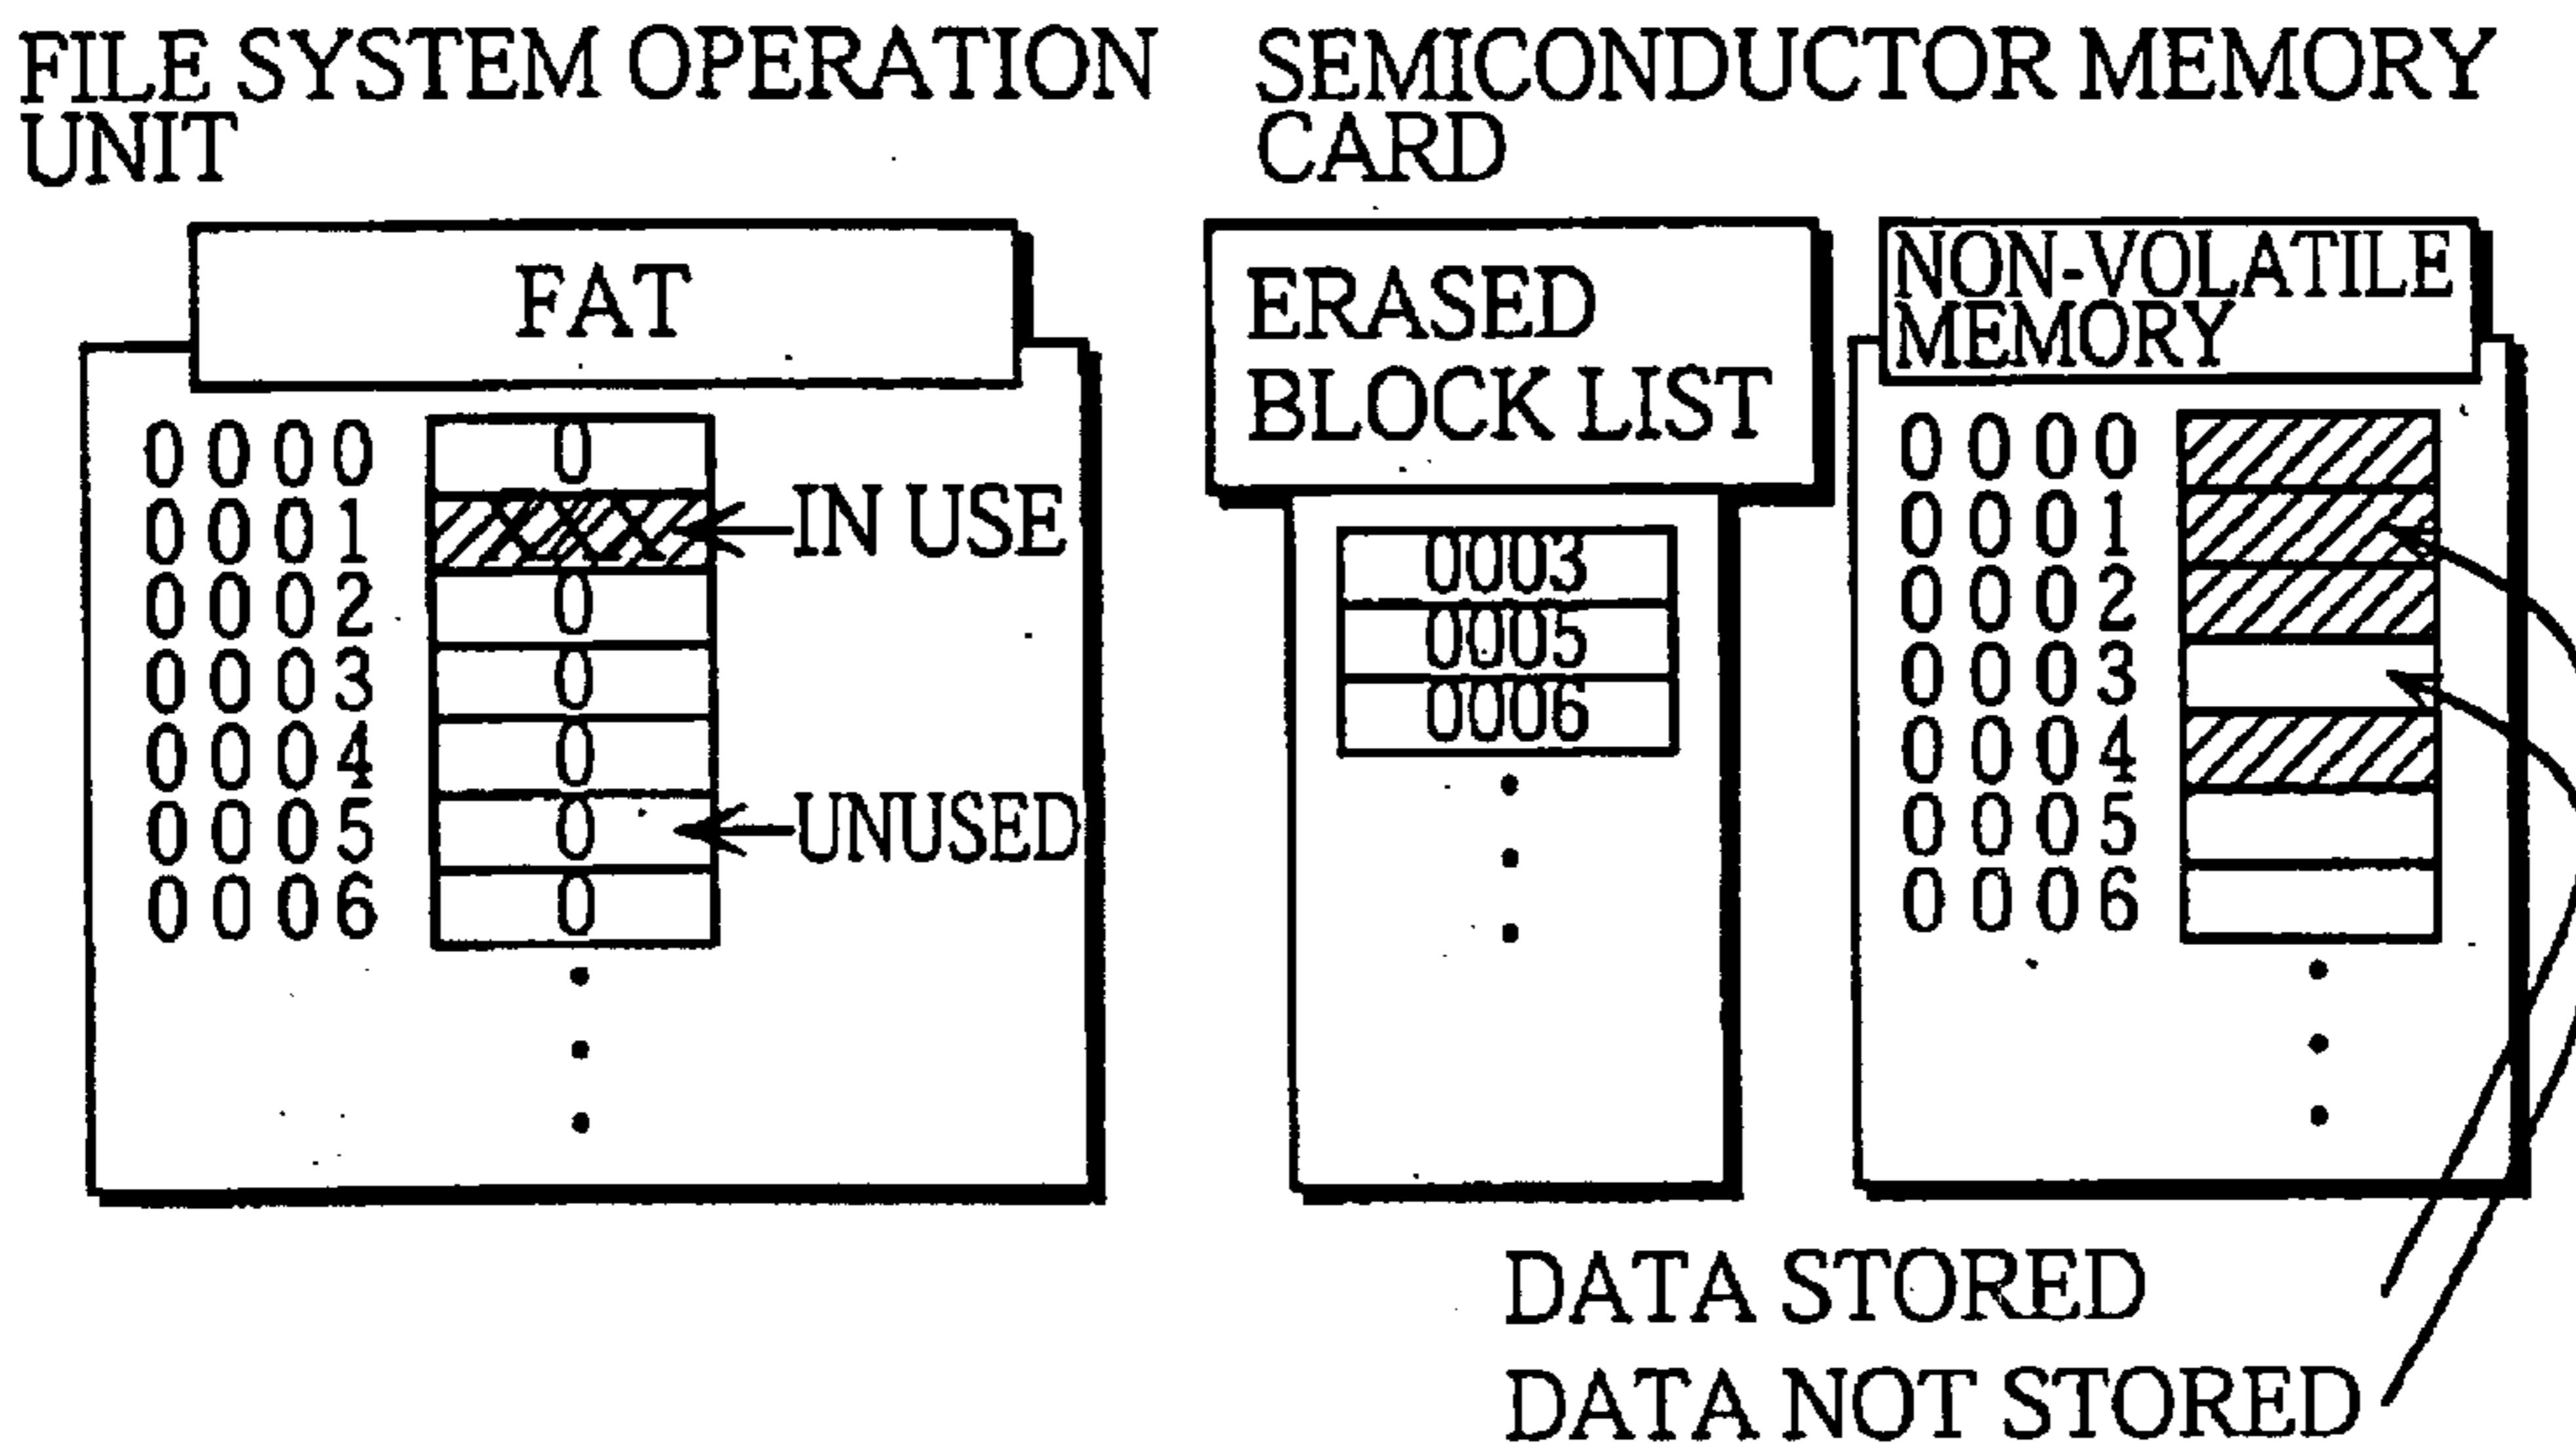 FILE SYSTEM OPERATION
UNIT
FAT
0000 0
0001 XXX IN USE
0002 0
0003 0
0004 0
0005 0 UNUSED
0006 0
SEMICONDUCTOR MEMORY
CARD
ERASED
BLOCK LIST
0003
0005
0006
NON-VOLATILE
MEMORY
0000
0001
0002
0003
0004
0005
0006
DATA STORED
DATA NOT STORED